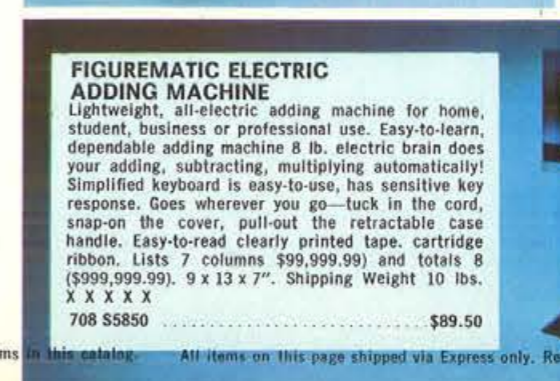 FIGUREMATIC ELECTRIC
ADDING MACHINE
Lightweight, all-electric adding machine for home,
student, business or professional use. Easy-to-learn,
dependable adding machine 8 lb. electric brain does
your adding, subtracting, multiplying automatically!
Simplified keyboard is easy-to-use, has sensitive key
response. Goes wherever you go—tuck in the cord,
snap-on the cover, pull-out the retractable case
handle. Easy-to-read clearly printed tape. cartridge
ribbon. Lists 7 columns $99,999.99) and totals 8
($999,999.99). 9 x 13 x 7". Shipping Weight 10 lbs.
X X X X X
708 S5850 ................................ $89.50
ms in this catalog. All items on this page shipped via Express only. Re